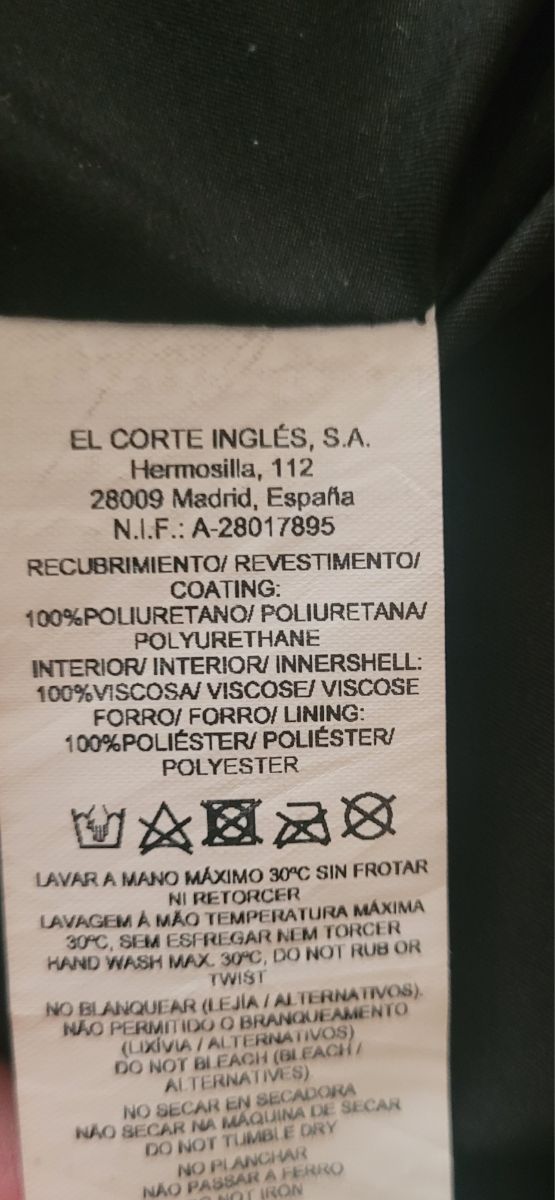 EL CORTE INGLÉS, S.A.
Hermosilla, 112
28009 Madrid, España
N.I.F.: A-28017895
RECUBRIMIENTO/ REVESTIMENTO/
COATING:
100%POLIURETANO/ POLIURETANA/
POLYURETHANE
INTERIOR/ INTERIOR/ INNERSHELL:
100%VISCOSA/ VISCOSE/ VISCOSE
FORRO/ FORRO/ LINING:
100%POLIÉSTER/ POLIÉSTER/
POLYESTER
LAVAR A MANO MÁXIMO 30ºC SIN FROTAR
NI RETORCER
LAVAGEM À MÃO TEMPERATURA MÁXIMA
30ºC, SEM ESFREGAR NEM TORCER
HAND WASH MAX. 30ºC, DO NOT RUB OR
TWIST
NO BLANQUEAR (LEJÍA / ALTERNATIVOS).
NÃO PERMITIDO O BRANQUEAMENTO
(LIXÍVIA / ALTERNATIVOS)
DO NOT BLEACH (BLEACH /
ALTERNATIVES)
NO SECAR EN SECADORA
NÃO SECAR NA MÁQUINA DE SECAR
DO NOT TUMBLE DRY
NO PLANCHAR
NÃO PASSAR A FERRO
NOT IRON